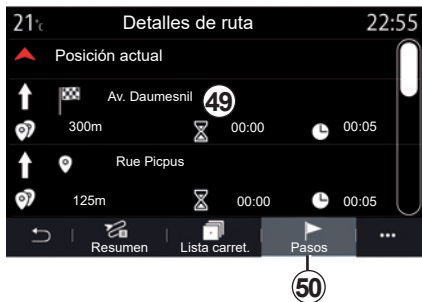 21°c Detalles de ruta 22:55
Posición actual
Av. Daumesnil 49
300m 00:00 00:05
Rue Picpus
125m 00:00 00:05
Resumen Lista carret. Pasos ...
50